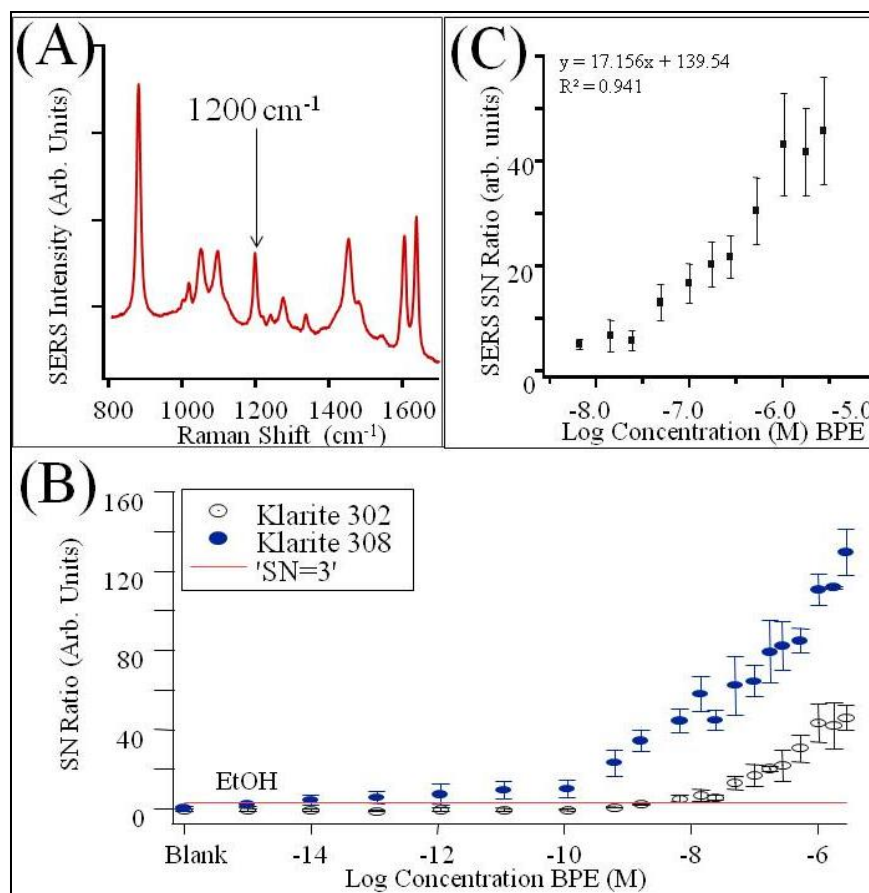 (A)
1200 cm-1
SERS Intensity (Arb. Units)
800 1000 1200 1400 1600
Raman Shift (cm-1)
(C)
y = 17.156x + 139.54
R² = 0.941
SERS SN Ratio (arb. units)
40
20
0
-8.0 -7.0 -6.0 -5.0
Log Concentration (M) BPE
(B)
Klarite 302
Klarite 308
'SN=3'
SN Ratio (Arb. Units)
160
120
80
40
0
EtOH
Blank -14 -12 -10 -8 -6
Log Concentration BPE (M)